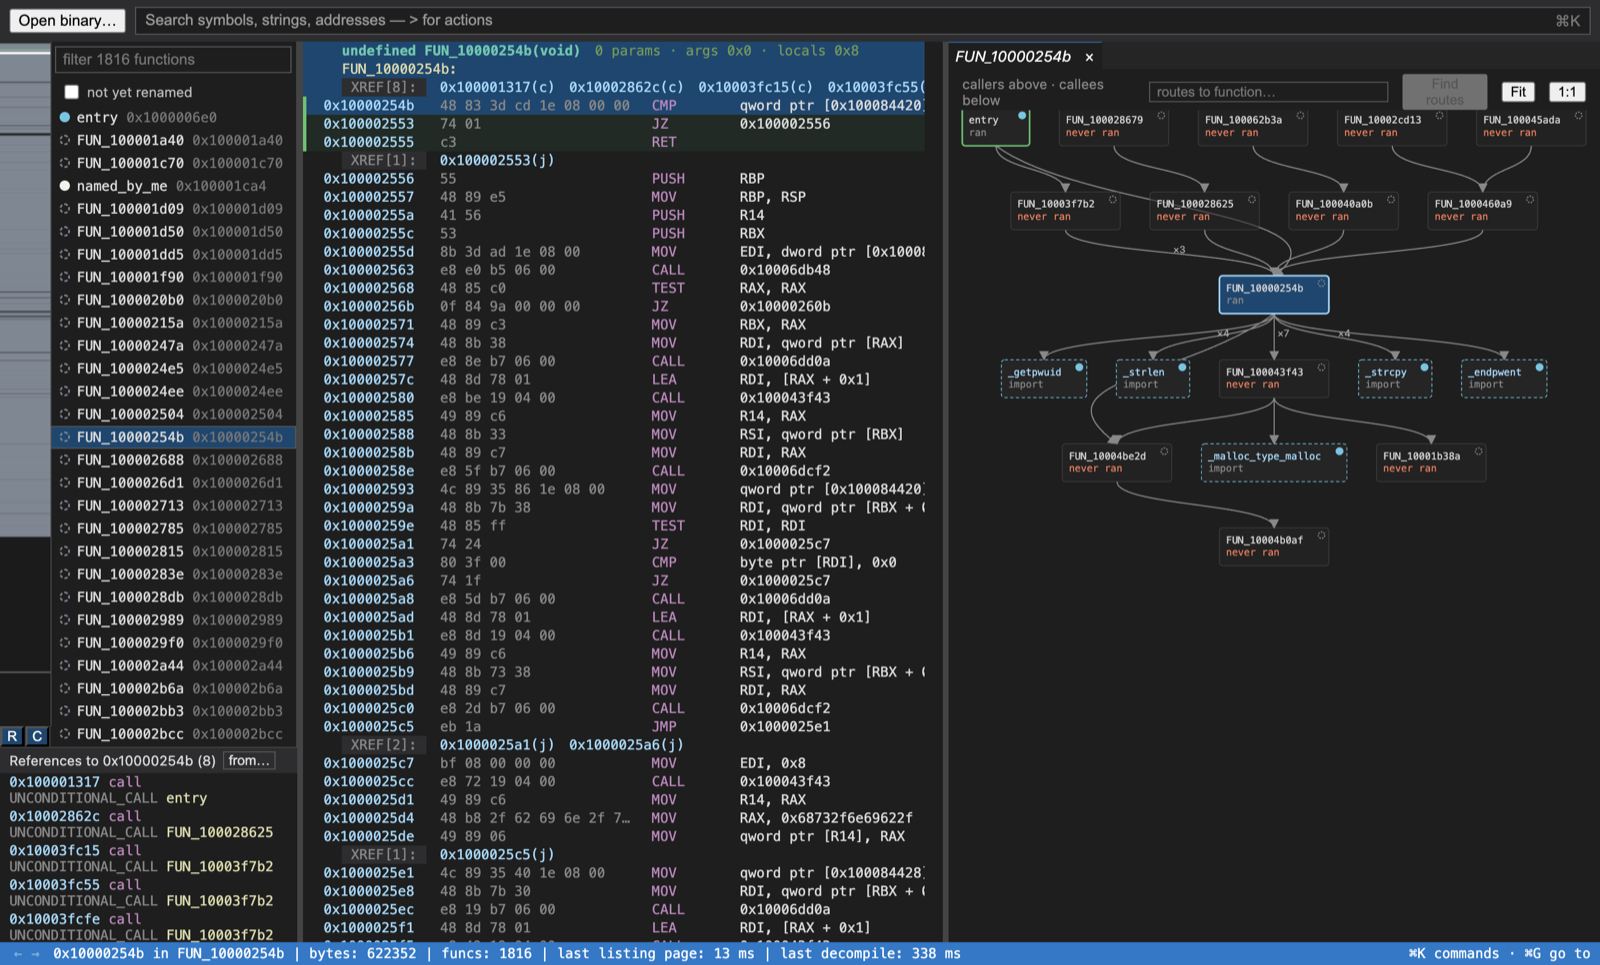 Open binary…
Search symbols, strings, addresses — > for actions
⌘K
filter 1816 functions
not yet renamed
entry 0x1000006e0
FUN_100001a40 0x100001a40
FUN_100001c70 0x100001c70
named_by_me 0x100001ca4
FUN_100001d09 0x100001d09
FUN_100001d50 0x100001d50
FUN_100001dd5 0x100001dd5
FUN_100001f90 0x100001f90
FUN_1000020b0 0x1000020b0
FUN_10000215a 0x10000215a
FUN_10000247a 0x10000247a
FUN_1000024e5 0x1000024e5
FUN_1000024ee 0x1000024ee
FUN_100002504 0x100002504
FUN_10000254b 0x10000254b
FUN_100002688 0x100002688
FUN_1000026d1 0x1000026d1
FUN_100002713 0x100002713
FUN_100002785 0x100002785
FUN_100002815 0x100002815
FUN_10000283e 0x10000283e
FUN_1000028db 0x1000028db
FUN_100002989 0x100002989
FUN_1000029f0 0x1000029f0
FUN_100002a44 0x100002a44
FUN_100002b6a 0x100002b6a
FUN_100002bb3 0x100002bb3
FUN_100002bcc 0x100002bcc
R C
References to 0x10000254b (8) from…
0x100001317 call
UNCONDITIONAL_CALL entry
0x10002862c call
UNCONDITIONAL_CALL FUN_100028625
0x10003fc15 call
UNCONDITIONAL_CALL FUN_10003f7b2
0x10003fc55 call
UNCONDITIONAL_CALL FUN_10003f7b2
0x10003fcfe call
UNCONDITIONAL_CALL FUN_10003f7b2
undefined FUN_10000254b(void) 0 params · args 0x0 · locals 0x8
FUN_10000254b:
XREF[8]: 0x100001317(c) 0x10002862c(c) 0x10003fc15(c) 0x10003fc55(
0x10000254b 48 83 3d cd 1e 08 00 00 CMP qword ptr [0x100084420]
0x100002553 74 01 JZ 0x100002556
0x100002555 c3 RET
XREF[1]: 0x100002553(j)
0x100002556 55 PUSH RBP
0x100002557 48 89 e5 MOV RBP, RSP
0x10000255a 41 56 PUSH R14
0x10000255c 53 PUSH RBX
0x10000255d 8b 3d ad 1e 08 00 MOV EDI, dword ptr [0x10008
0x100002563 e8 e0 b5 06 00 CALL 0x10006db48
0x100002568 48 85 c0 TEST RAX, RAX
0x10000256b 0f 84 9a 00 00 00 JZ 0x10000260b
0x100002571 48 89 c3 MOV RBX, RAX
0x100002574 48 8b 38 MOV RDI, qword ptr [RAX]
0x100002577 e8 8e b7 06 00 CALL 0x10006dd0a
0x10000257c 48 8d 78 01 LEA RDI, [RAX + 0x1]
0x100002580 e8 be 19 04 00 CALL 0x100043f43
0x100002585 49 89 c6 MOV R14, RAX
0x100002588 48 8b 33 MOV RSI, qword ptr [RBX]
0x10000258b 48 89 c7 MOV RDI, RAX
0x10000258e e8 5f b7 06 00 CALL 0x10006dcf2
0x100002593 4c 89 35 86 1e 08 00 MOV qword ptr [0x100084420]
0x10000259a 48 8b 7b 38 MOV RDI, qword ptr [RBX +
0x10000259e 48 85 ff TEST RDI, RDI
0x1000025a1 74 24 JZ 0x1000025c7
0x1000025a3 80 3f 00 CMP byte ptr [RDI], 0x0
0x1000025a6 74 1f JZ 0x1000025c7
0x1000025a8 e8 5d b7 06 00 CALL 0x10006dd0a
0x1000025ad 48 8d 78 01 LEA RDI, [RAX + 0x1]
0x1000025b1 e8 8d 19 04 00 CALL 0x100043f43
0x1000025b6 49 89 c6 MOV R14, RAX
0x1000025b9 48 8b 73 38 MOV RSI, qword ptr [RBX +
0x1000025bd 48 89 c7 MOV RDI, RAX
0x1000025c0 e8 2d b7 06 00 CALL 0x10006dcf2
0x1000025c5 eb 1a JMP 0x1000025e1
XREF[2]: 0x1000025a1(j) 0x1000025a6(j)
0x1000025c7 bf 08 00 00 00 MOV EDI, 0x8
0x1000025cc e8 72 19 04 00 CALL 0x100043f43
0x1000025d1 49 89 c6 MOV R14, RAX
0x1000025d4 48 b8 2f 62 69 6e 2f 7… MOV RAX, 0x68732f6e69622f
0x1000025de 49 89 06 MOV qword ptr [R14], RAX
XREF[1]: 0x1000025c5(j)
0x1000025e1 4c 89 35 40 1e 08 00 MOV qword ptr [0x100084428]
0x1000025e8 48 8b 7b 30 MOV RDI, qword ptr [RBX +
0x1000025ec e8 19 b7 06 00 CALL 0x10006dd0a
0x1000025f1 48 8d 78 01 LEA RDI, [RAX + 0x1]
FUN_10000254b ×
callers above · callees below
routes to function…
Find routes
Fit
1:1
entry
ran
FUN_100028679
never ran
FUN_100062b3a
never ran
FUN_10002cd13
never ran
FUN_100045ada
never ran
FUN_10003f7b2
never ran
FUN_100028625
never ran
FUN_100040a0b
never ran
FUN_1000460a9
never ran
×3
FUN_10000254b
ran
×4
×7
×4
_getpwuid
import
_strlen
import
FUN_100043f43
never ran
_strcpy
import
_endpwent
import
FUN_10004be2d
never ran
_malloc_type_malloc
import
FUN_10001b38a
never ran
FUN_10004b0af
never ran
← → 0x10000254b in FUN_10000254b | bytes: 622352 | funcs: 1816 | last listing page: 13 ms | last decompile: 338 ms
⌘K commands · ⌘G go to